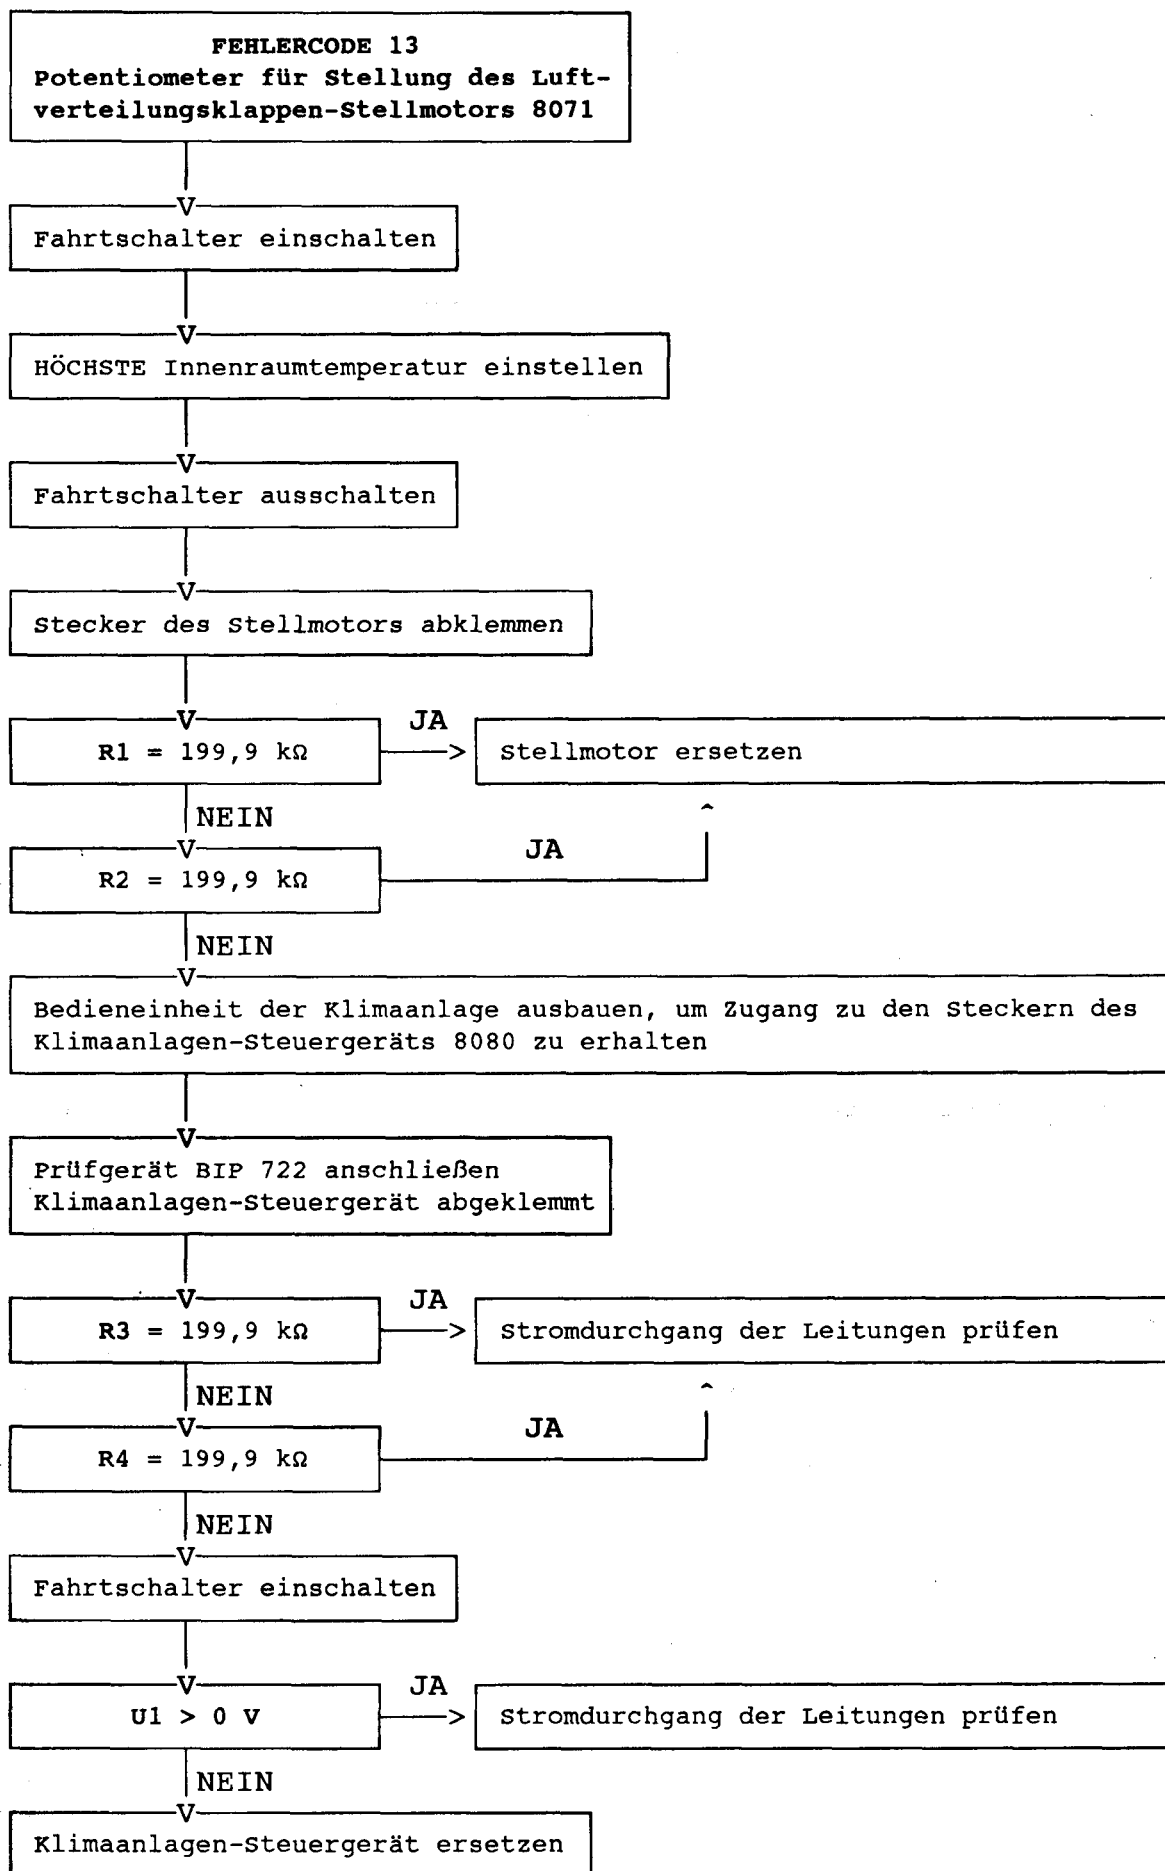 FEHLERCODE 13
Potentiometer für Stellung des Luft-
verteilungsklappen-Stellmotors 8071
V
Fahrtschalter einschalten
V
HÖCHSTE Innenraumtemperatur einstellen
V
Fahrtschalter ausschalten
V
Stecker des Stellmotors abklemmen
V
JA
R1 = 199,9 kΩ
>
Stellmotor ersetzen
NEIN
^
V
JA
R2 = 199,9 kΩ
NEIN
V
Bedieneinheit der Klimaanlage ausbauen, um Zugang zu den Steckern des
Klimaanlagen-Steuergeräts 8080 zu erhalten
V
Prüfgerät BIP 722 anschließen
Klimaanlagen-Steuergerät abgeklemmt
V
JA
R3 = 199,9 kΩ
>
Stromdurchgang der Leitungen prüfen
NEIN
^
V
JA
R4 = 199,9 kΩ
NEIN
V
Fahrtschalter einschalten
V
JA
U1 > 0 V
>
Stromdurchgang der Leitungen prüfen
NEIN
V
Klimaanlagen-Steuergerät ersetzen